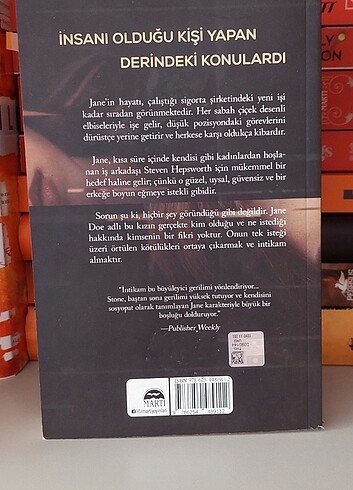 İNSANI OLDUĞU KİŞİ YAPAN
DERİNDEKİ KONULARDI
Jane'in hayatı, çalıştığı sigorta şirketindeki yeni işi
kadar sıradan görünmektedir. Her sabah çiçek desenli
elbiseleriyle işe gelir, düşük pozisyondaki görevlerini
dürüstçe yerine getirir ve herkese karşı oldukça kibardır.
Jane, kısa süre içinde kendisi gibi kadınlardan hoşla-
nan iş arkadaşı Steven Hepsworth için mükemmel bir
hedef haline gelir; çünkü o güzel, uysal, güvensiz ve bir
erkeğe boyun eğmeye istekli gibidir.
Sorun şu ki, hiçbir şey göründüğü gibi değildir. Jane
Doe adlı bu kızın gerçekte kim olduğu ve ne istediği
hakkında kimsenin bir fikri yoktur. Onun tek isteği
üzeri örtülen kötülükleri ortaya çıkarmak ve intikam
almaktır.
"İntikam bu büyüleyici gerilimi yönlendiriyor...
Stone, baştan sona gerilimi yüksek tutuyor ve kendisini
sosyopat olarak tanımlayan Jane karakteriyle büyük bir
boşluğu dolduruyor."
—Publisher Weekly
MARTI
MARTI